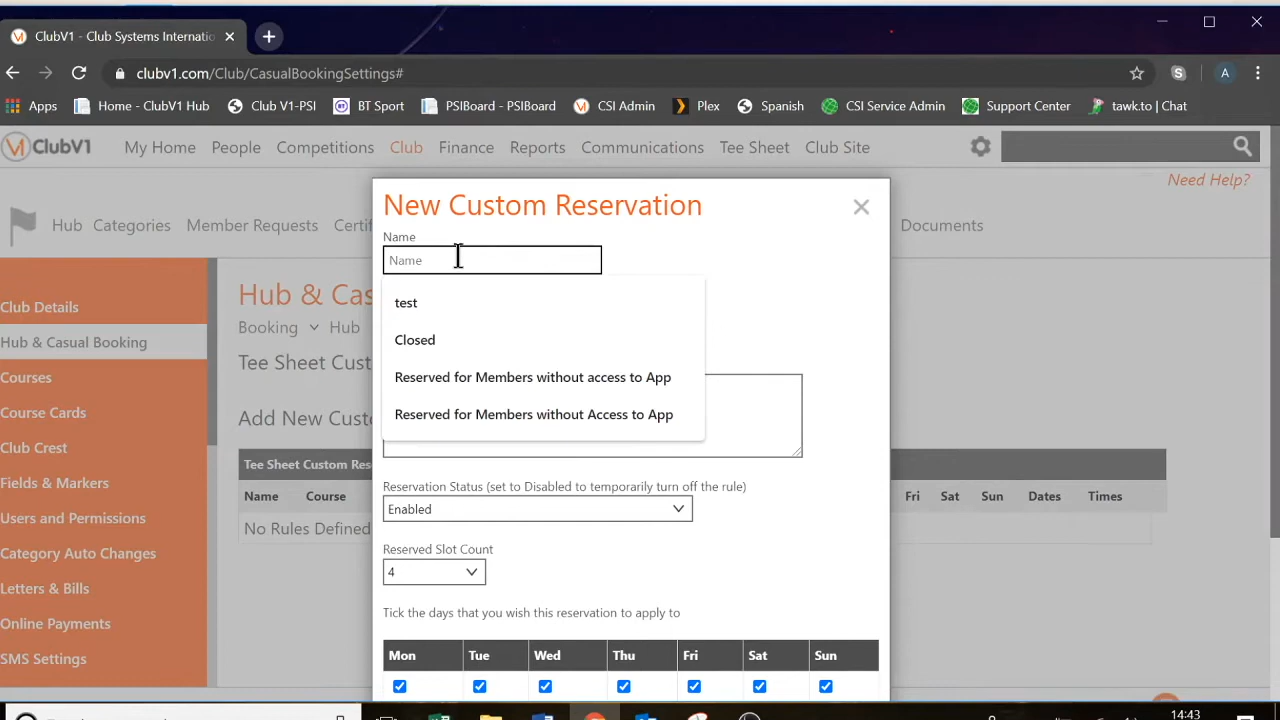 ClubV1 - Club Systems Internatio
clubv1.com/Club/CasualBookingSettings#
A
Apps Home - ClubV1 Hub Club V1-PSI BT Sport PSIBoard - PSIBoard CSI Admin Plex Spanish CSI Service Admin Support Center tawk.to | Chat
V1 ClubV1 My Home People Competitions Club Finance Reports Communications Tee Sheet Club Site
Need Help?
New Custom Reservation
Hub Categories Member Requests Certi Documents
Name
Name
test
Closed
Reserved for Members without access to App
Reserved for Members without Access to App
Club Details
Hub & Casual Booking
Courses
Course Cards
Club Crest
Fields & Markers
Users and Permissions
Category Auto Changes
Letters & Bills
Online Payments
SMS Settings
Hub & Cas
Booking Hub
Tee Sheet Cust
Add New Custo
Tee Sheet Custom Res
Name Course Fri Sat Sun Dates Times
No Rules Defined
Reservation Status (set to Disabled to temporarily turn off the rule)
Enabled
Reserved Slot Count
4
Tick the days that you wish this reservation to apply to
Mon Tue Wed Thu Fri Sat Sun
14:43